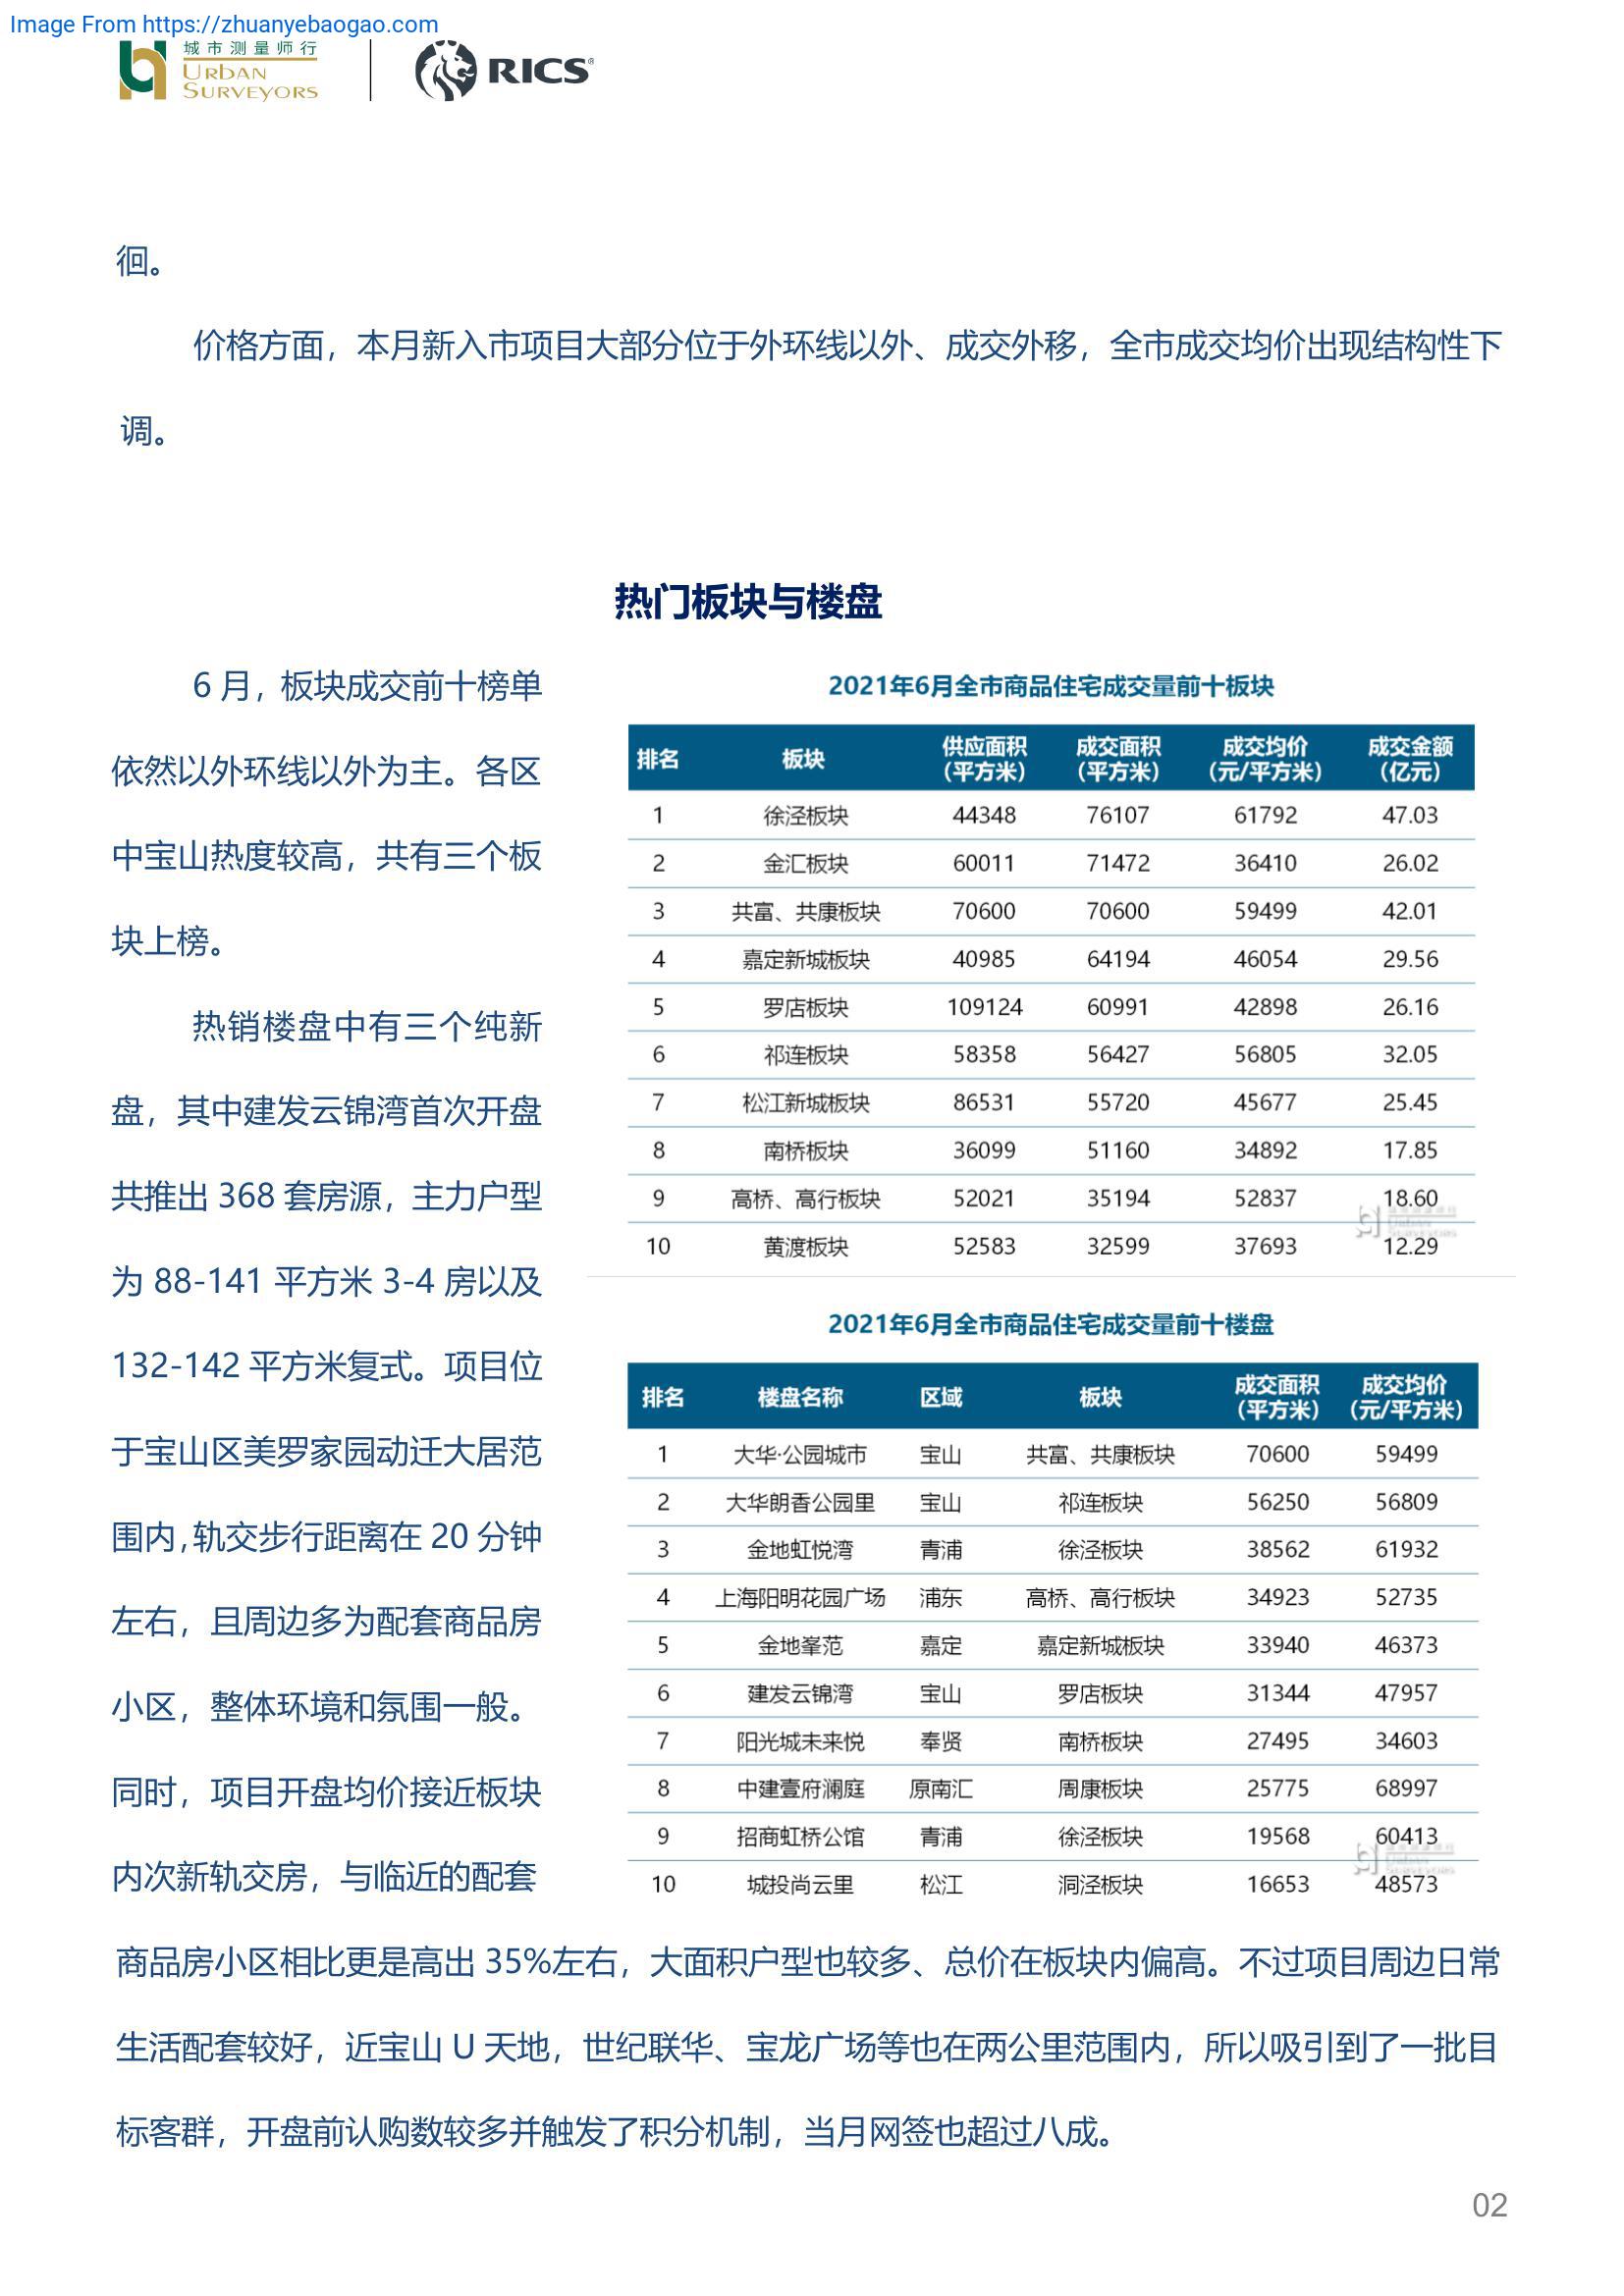 Image From https://zhuanyebaogao.com
城市测量师行
URBAN
SURVEYORS
RICS®
徊。
价格方面，本月新入市项目大部分位于外环线以外、成交外移，全市成交均价出现结构性下
调。
热门板块与楼盘
6 月，板块成交前十榜单
依然以外环线以外为主。各区
中宝山热度较高，共有三个板
块上榜。
热销楼盘中有三个纯新
盘，其中建发云锦湾首次开盘
共推出 368 套房源，主力户型
为 88-141 平方米 3-4 房以及
132-142 平方米复式。项目位
于宝山区美罗家园动迁大居范
围内，轨交步行距离在 20 分钟
左右，且周边多为配套商品房
小区，整体环境和氛围一般。
同时，项目开盘均价接近板块
内次新轨交房，与临近的配套
2021年6月全市商品住宅成交量前十板块
排名 板块 供应面积（平方米） 成交面积（平方米） 成交均价（元/平方米） 成交金额（亿元）
1 徐泾板块 44348 76107 61792 47.03
2 金汇板块 60011 71472 36410 26.02
3 共富、共康板块 70600 70600 59499 42.01
4 嘉定新城板块 40985 64194 46054 29.56
5 罗店板块 109124 60991 42898 26.16
6 祁连板块 58358 56427 56805 32.05
7 松江新城板块 86531 55720 45677 25.45
8 南桥板块 36099 51160 34892 17.85
9 高桥、高行板块 52021 35194 52837 18.60
10 黄渡板块 52583 32599 37693 12.29
2021年6月全市商品住宅成交量前十楼盘
排名 楼盘名称 区域 板块 成交面积（平方米） 成交均价（元/平方米）
1 大华·公园城市 宝山 共富、共康板块 70600 59499
2 大华朗香公园里 宝山 祁连板块 56250 56809
3 金地虹悦湾 青浦 徐泾板块 38562 61932
4 上海阳明花园广场 浦东 高桥、高行板块 34923 52735
5 金地峯范 嘉定 嘉定新城板块 33940 46373
6 建发云锦湾 宝山 罗店板块 31344 47957
7 阳光城未来悦 奉贤 南桥板块 27495 34603
8 中建壹府澜庭 原南汇 周康板块 25775 68997
9 招商虹桥公馆 青浦 徐泾板块 19568 60413
10 城投尚云里 松江 洞泾板块 16653 48573
商品房小区相比更是高出 35%左右，大面积户型也较多、总价在板块内偏高。不过项目周边日常
生活配套较好，近宝山 U 天地，世纪联华、宝龙广场等也在两公里范围内，所以吸引到了一批目
标客群，开盘前认购数较多并触发了积分机制，当月网签也超过八成。
02